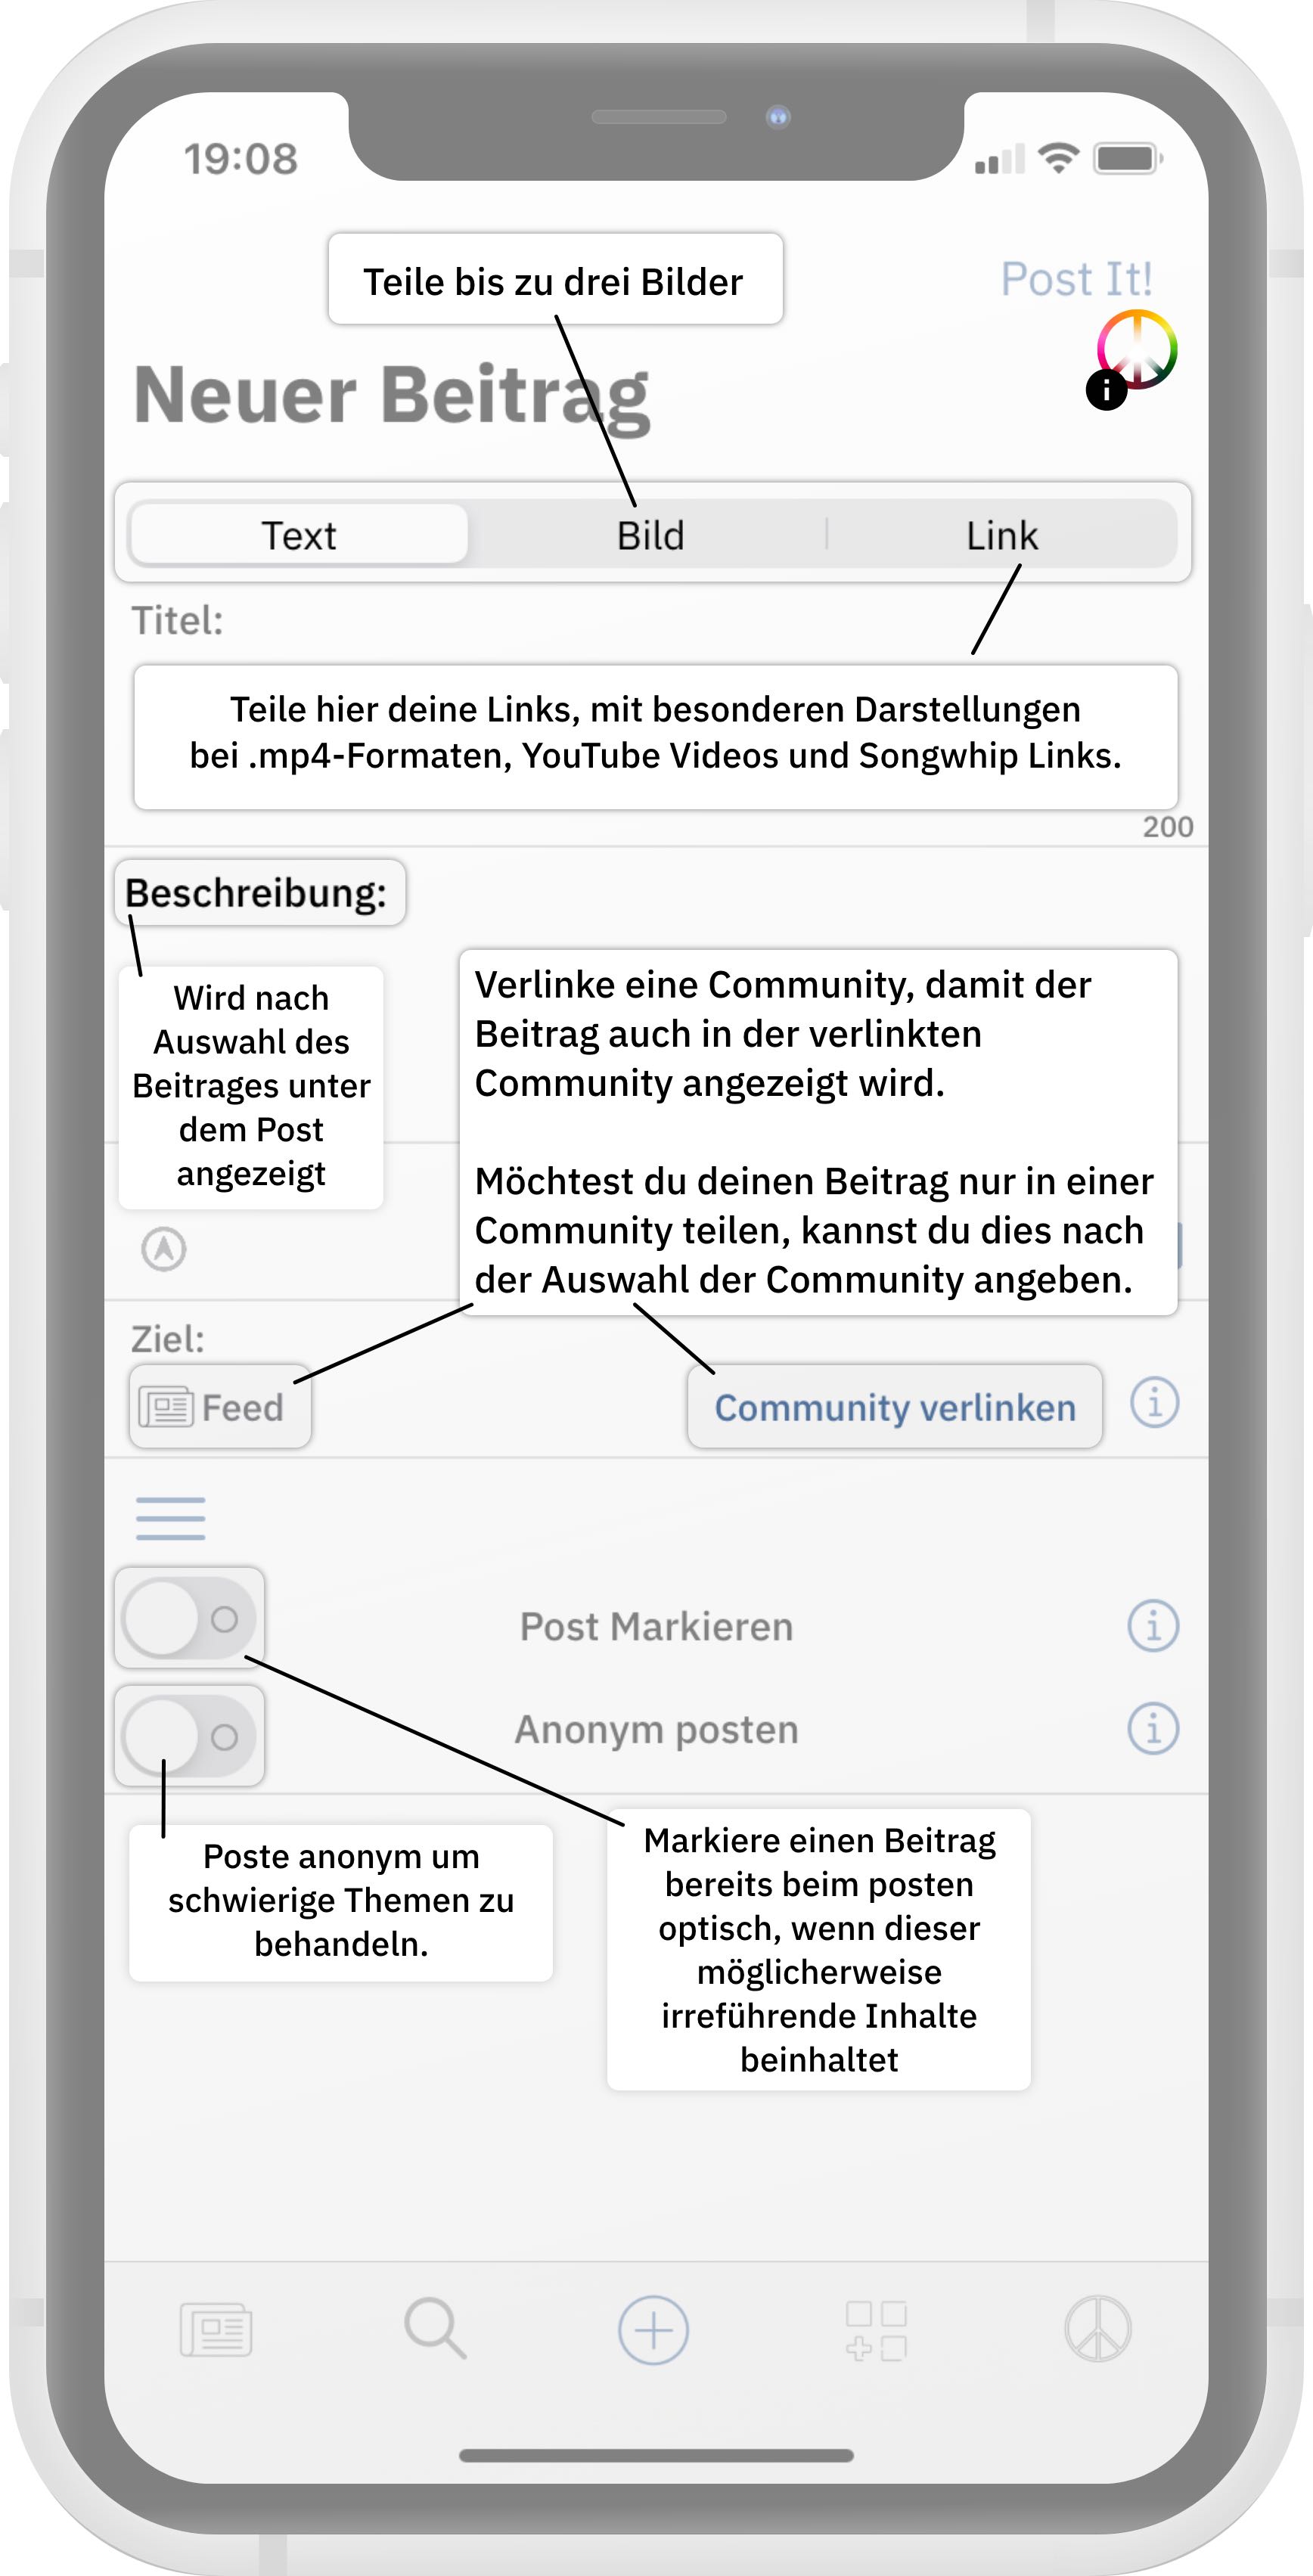 19:08
Teile bis zu drei Bilder
Post It!
i
Neuer Beitrag
Text Bild Link
Titel:
Teile hier deine Links, mit besonderen Darstellungen
bei .mp4-Formaten, YouTube Videos und Songwhip Links.
200
Beschreibung:
Wird nach
Auswahl des
Beitrages unter
dem Post
angezeigt
Verlinke eine Community, damit der
Beitrag auch in der verlinkten
Community angezeigt wird.
Möchtest du deinen Beitrag nur in einer
Community teilen, kannst du dies nach
der Auswahl der Community angeben.
Ziel:
Feed
Community verlinken
i
Post Markieren
i
Anonym posten
i
Poste anonym um
schwierige Themen zu
behandeln.
Markiere einen Beitrag
bereits beim posten
optisch, wenn dieser
möglicherweise
irreführende Inhalte
beinhaltet